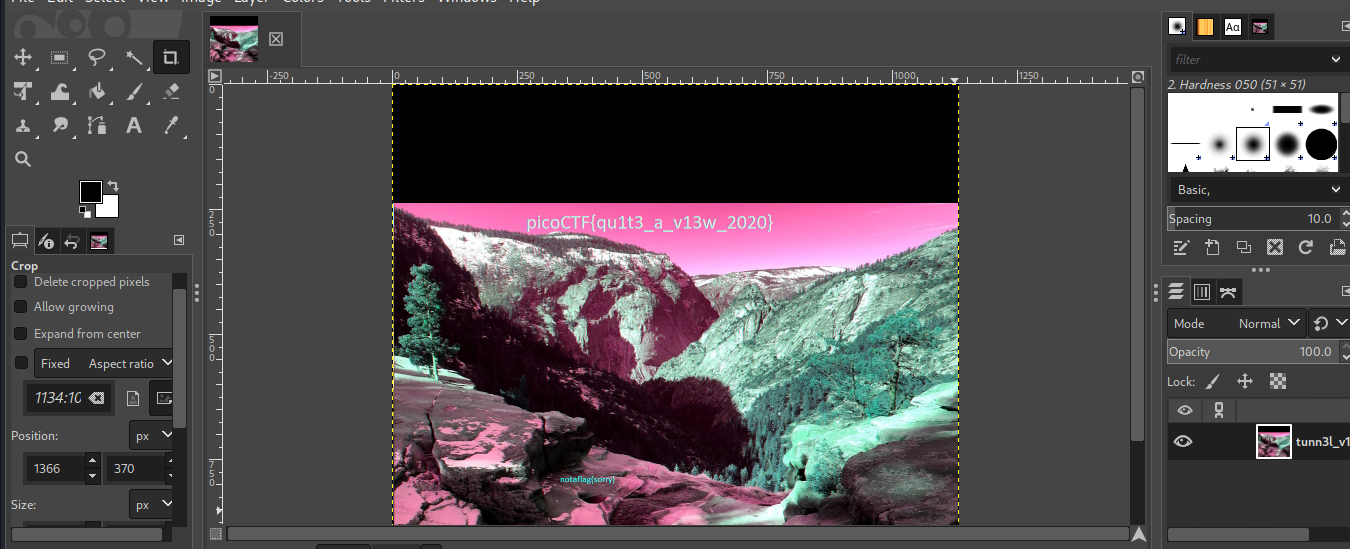 File Edit Select View Image Layer Colors Tools Filters Windows Help
filter
2. Hardness 050 (51 × 51)
Basic,
Spacing 10.0
Mode Normal
Opacity 100.0
Lock:
tunn3l_v1
Crop
Delete cropped pixels
Allow growing
Expand from center
Fixed Aspect ratio
1134:10
Position: px
1366 370
Size: px
-250 0 250 500 750 1000 1250
0
250
500
750
picoCTF{qu1t3_a_v13w_2020}
notaflag{sorry}